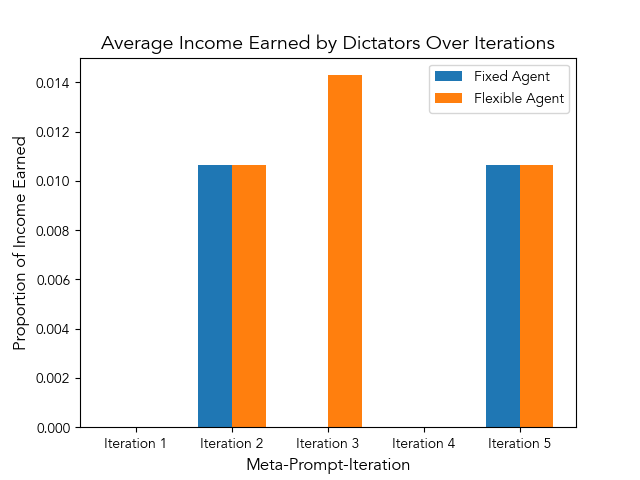 Average Income Earned by Dictators Over Iterations
Fixed Agent
Flexible Agent
Proportion of Income Earned
0.014
0.012
0.010
0.008
0.006
0.004
0.002
0.000
Iteration 1 Iteration 2 Iteration 3 Iteration 4 Iteration 5
Meta-Prompt-Iteration